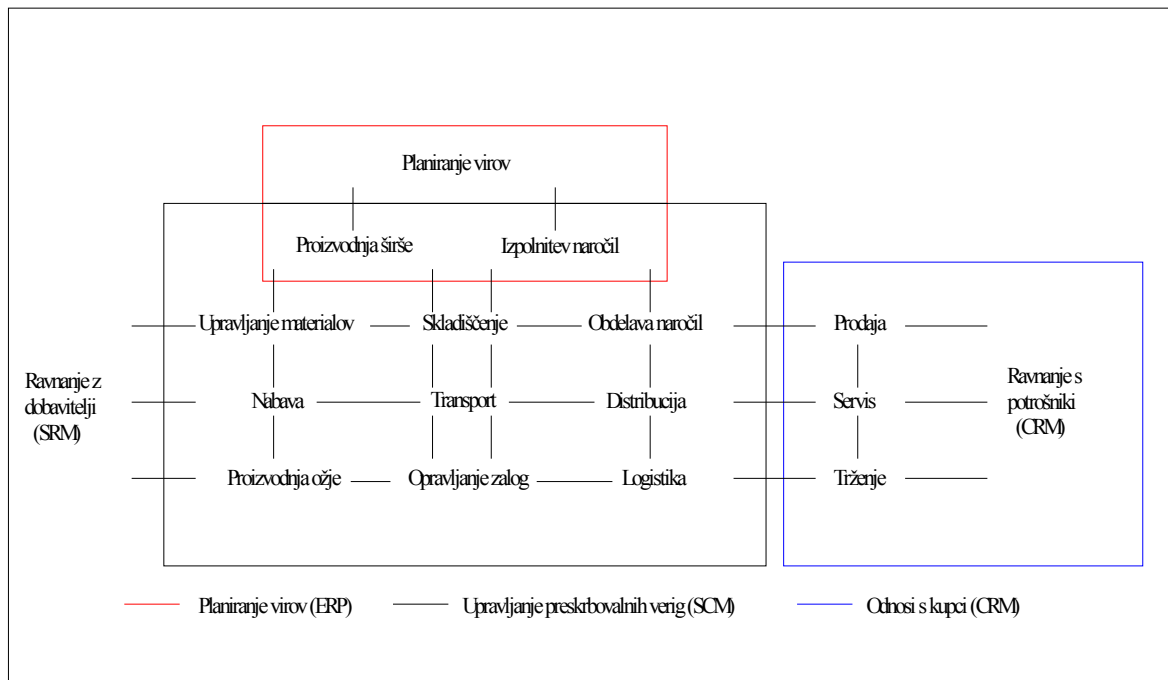 Planiranje virov
Proizvodnja širše
Izpolnitev naročil
Upravljanje materialov
Skladiščenje
Obdelava naročil
Prodaja
Ravnanje z
dobavitelji
(SRM)
Nabava
Transport
Distribucija
Servis
Ravnanje s
potrošniki
(CRM)
Proizvodnja ožje
Opravljanje zalog
Logistika
Trženje
Planiranje virov (ERP)
Upravljanje preskrbovalnih verig (SCM)
Odnosi s kupci (CRM)